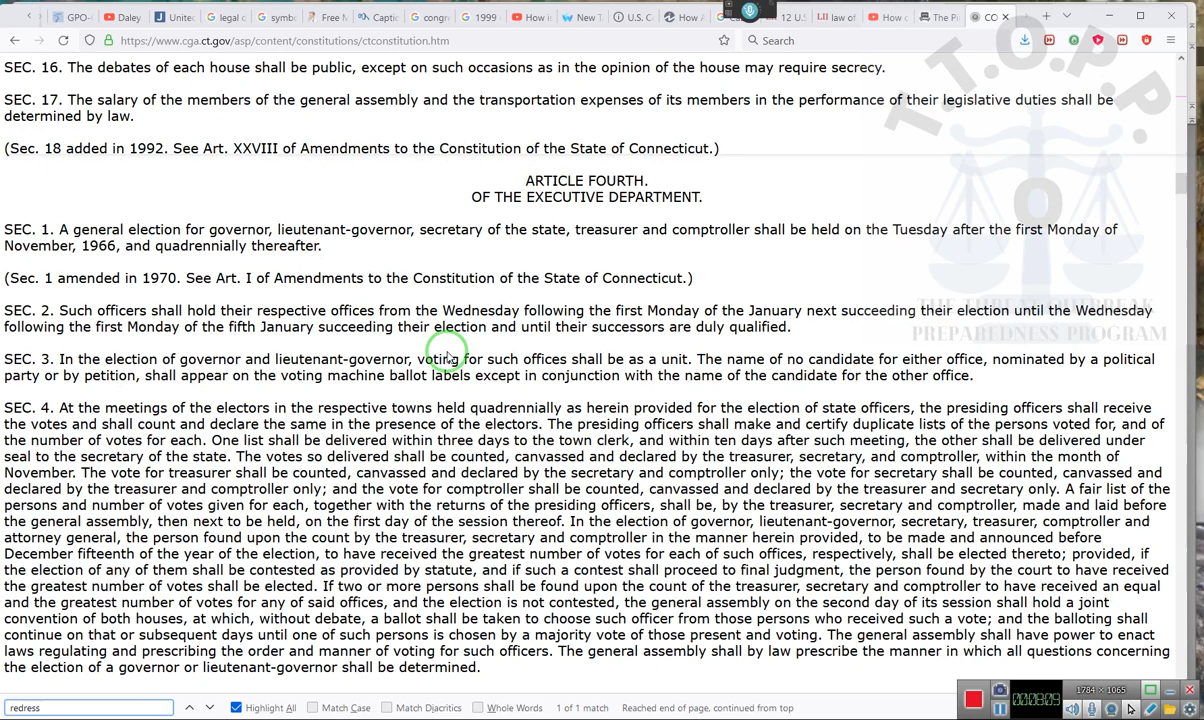 GPO- Daley United legal d symbo Free M Captio congre 1999 How is New T U.S. C How A 12 U.S law of How c The P CO
https://www.cga.ct.gov/asp/content/constitutions/ctconstitution.htm Search
SEC. 16. The debates of each house shall be public, except on such occasions as in the opinion of the house may require secrecy.
SEC. 17. The salary of the members of the general assembly and the transportation expenses of its members in the performance of their legislative duties shall be
determined by law.
(Sec. 18 added in 1992. See Art. XXVIII of Amendments to the Constitution of the State of Connecticut.)
T.T.O.P.P.
ARTICLE FOURTH.
OF THE EXECUTIVE DEPARTMENT.
SEC. 1. A general election for governor, lieutenant-governor, secretary of the state, treasurer and comptroller shall be held on the Tuesday after the first Monday of
November, 1966, and quadrennially thereafter.
(Sec. 1 amended in 1970. See Art. I of Amendments to the Constitution of the State of Connecticut.)
THE THREAT OUTBREAK
PREPAREDNESS PROGRAM
SEC. 2. Such officers shall hold their respective offices from the Wednesday following the first Monday of the January next succeeding their election until the Wednesday
following the first Monday of the fifth January succeeding their election and until their successors are duly qualified.
SEC. 3. In the election of governor and lieutenant-governor, voting for such offices shall be as a unit. The name of no candidate for either office, nominated by a political
party or by petition, shall appear on the voting machine ballot labels except in conjunction with the name of the candidate for the other office.
SEC. 4. At the meetings of the electors in the respective towns held quadrennially as herein provided for the election of state officers, the presiding officers shall receive
the votes and shall count and declare the same in the presence of the electors. The presiding officers shall make and certify duplicate lists of the persons voted for, and of
the number of votes for each. One list shall be delivered within three days to the town clerk, and within ten days after such meeting, the other shall be delivered under
seal to the secretary of the state. The votes so delivered shall be counted, canvassed and declared by the treasurer, secretary, and comptroller, within the month of
November. The vote for treasurer shall be counted, canvassed and declared by the secretary and comptroller only; the vote for secretary shall be counted, canvassed and
declared by the treasurer and comptroller only; and the vote for comptroller shall be counted, canvassed and declared by the treasurer and secretary only. A fair list of the
persons and number of votes given for each, together with the returns of the presiding officers, shall be, by the treasurer, secretary and comptroller, made and laid before
the general assembly, then next to be held, on the first day of the session thereof. In the election of governor, lieutenant-governor, secretary, treasurer, comptroller and
attorney general, the person found upon the count by the treasurer, secretary and comptroller in the manner herein provided, to be made and announced before
December fifteenth of the year of the election, to have received the greatest number of votes for each of such offices, respectively, shall be elected thereto; provided, if
the election of any of them shall be contested as provided by statute, and if such a contest shall proceed to final judgment, the person found by the court to have received
the greatest number of votes shall be elected. If two or more persons shall be found upon the count of the treasurer, secretary and comptroller to have received an equal
and the greatest number of votes for any of said offices, and the election is not contested, the general assembly on the second day of its session shall hold a joint
convention of both houses, at which, without debate, a ballot shall be taken to choose such officer from those persons who received such a vote; and the balloting shall
continue on that or subsequent days until one of such persons is chosen by a majority vote of those present and voting. The general assembly shall have power to enact
laws regulating and prescribing the order and manner of voting for such officers. The general assembly shall by law prescribe the manner in which all questions concerning
the election of a governor or lieutenant-governor shall be determined.
1784 × 1065
redress Highlight All Match Case Match Diacritics Whole Words 1 of 1 match Reached end of page, continued from top